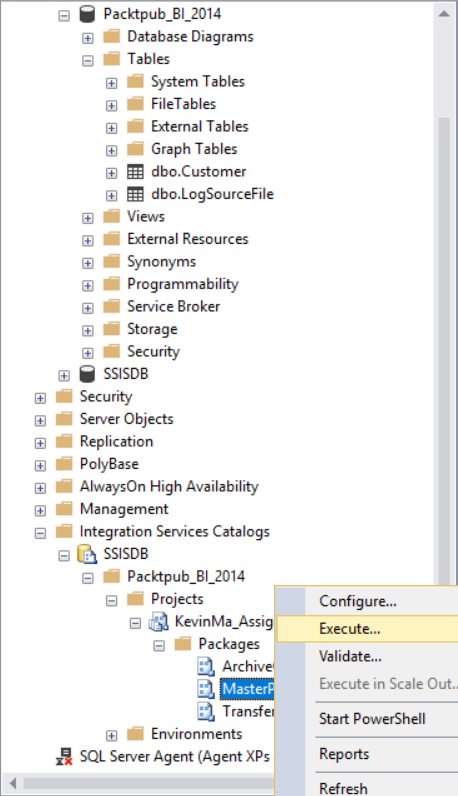 Packtpub_BI_2014
Database Diagrams
Tables
System Tables
FileTables
External Tables
Graph Tables
dbo.Customer
dbo.LogSourceFile
Views
External Resources
Synonyms
Programmability
Service Broker
Storage
Security
SSISDB
Security
Server Objects
Replication
PolyBase
AlwaysOn High Availability
Management
Integration Services Catalogs
SSISDB
Packtpub_BI_2014
Projects
Configure...
KevinMa_Assig
Execute...
Packages
Validate...
Archive
Execute in Scale Out..
MasterP
Transfer
Start PowerShell
Environments
Reports
SQL Server Agent (Agent XPs
Refresh